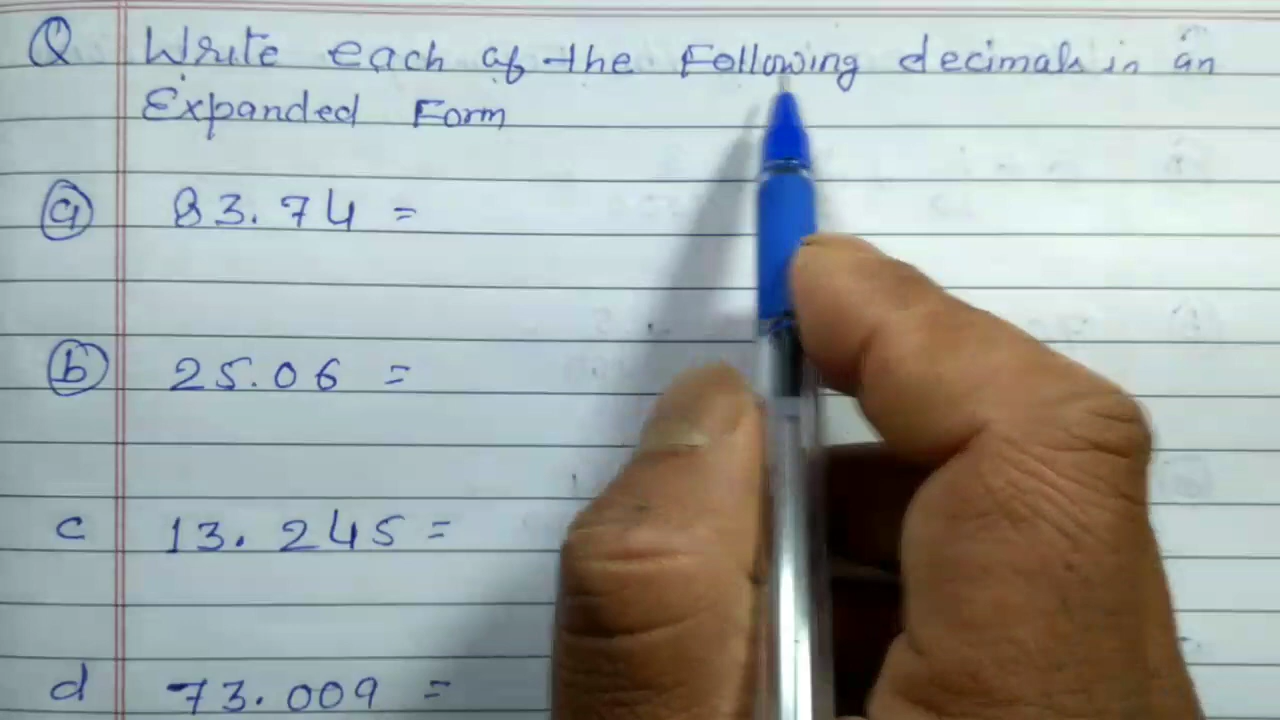 Q Write each of the Following decimals in an
Expanded Form
a 83.74 =
b 25.06 =
c 13.245 =
d 73.009 =